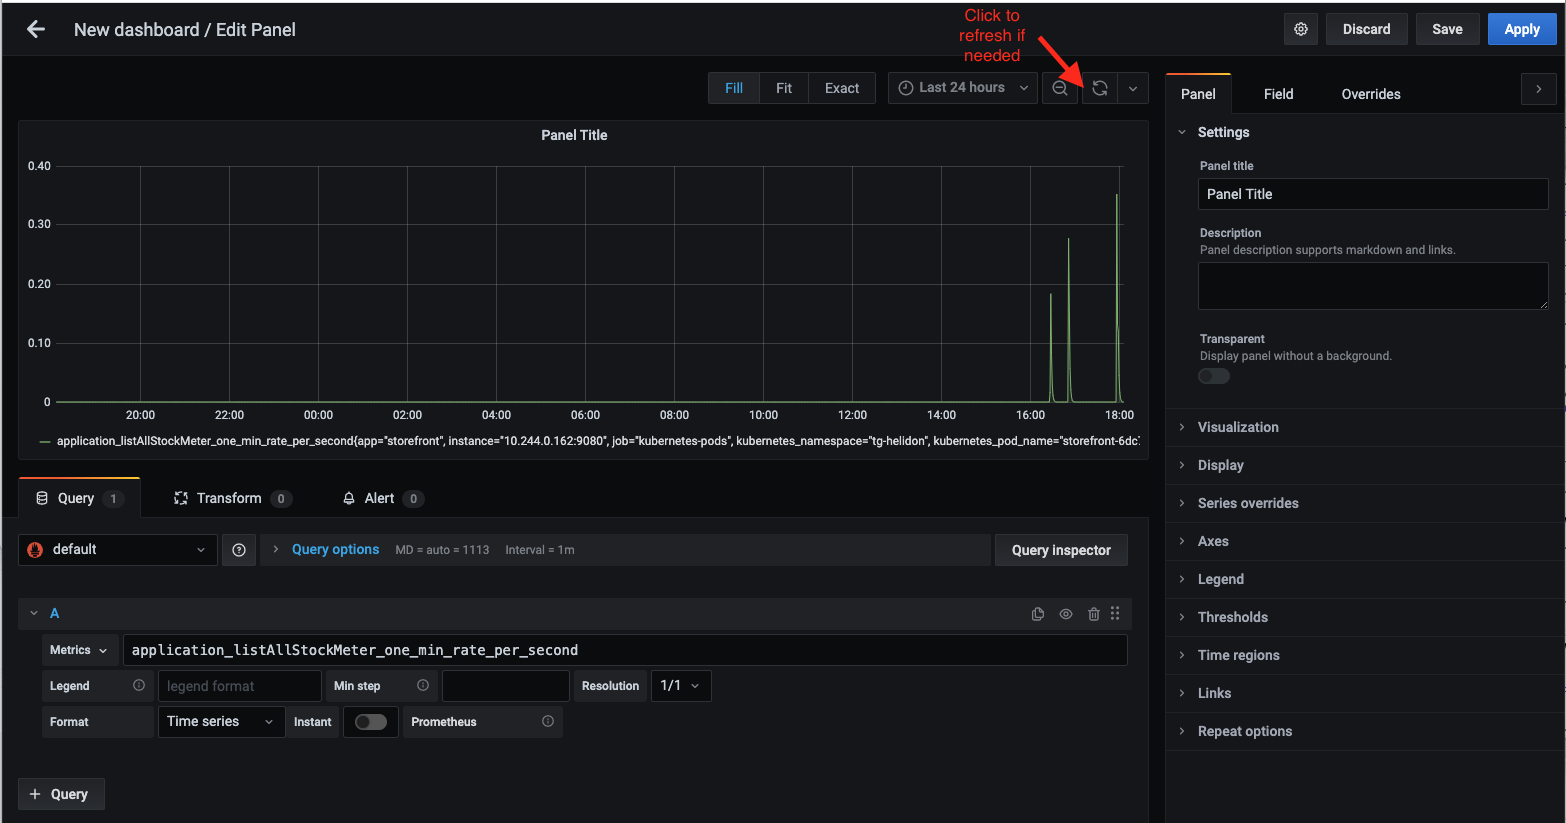 Click to
refresh if
needed
New dashboard / Edit Panel
Discard
Save
Apply
Fill
Fit
Exact
Last 24 hours
Panel Title
0.40
0.30
0.20
0.10
0
20:00
22:00
00:00
02:00
04:00
06:00
08:00
10:00
12:00
14:00
16:00
18:00
application_listAllStockMeter_one_min_rate_per_second{app="storefront", instance="10.244.0.162:9080", job="kubernetes-pods", kubernetes_namespace="tg-helidon", kubernetes_pod_name="storefront-6dc
Query 1
Transform 0
Alert 0
default
Query options
MD = auto = 1113
Interval = 1m
Query inspector
A
Metrics
application_listAllStockMeter_one_min_rate_per_second
Legend
legend format
Min step
Resolution
1/1
Format
Time series
Instant
Prometheus
+ Query
Panel
Field
Overrides
Settings
Panel title
Panel Title
Description
Panel description supports markdown and links.
Transparent
Display panel without a background.
Visualization
Display
Series overrides
Axes
Legend
Thresholds
Time regions
Links
Repeat options